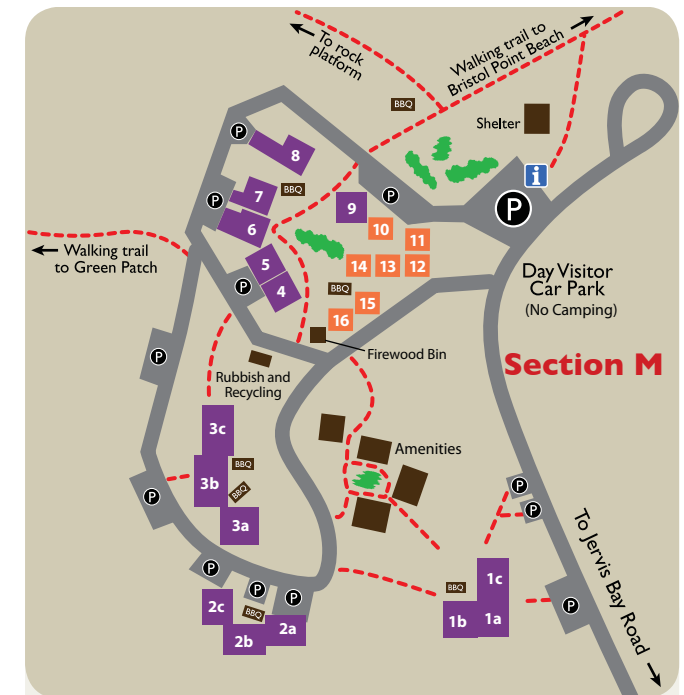 To rock
platform
Walking trail to
Bristol Point Beach
BBQ
Shelter
P
8
i
P
7
BBQ
P
9
P
6
10
11
Walking trail
to Green Patch
5
14
13
12
Day Visitor
Car Park
(No Camping)
P
4
BBQ
15
16
Firewood Bin
P
Section M
Rubbish and
Recycling
3c
Amenities
BBQ
3b
BBQ
P
P
P
3a
To Jervis Bay Road
P
P
P
BBQ
1c
2c
BBQ
P
2a
1b
1a
2b